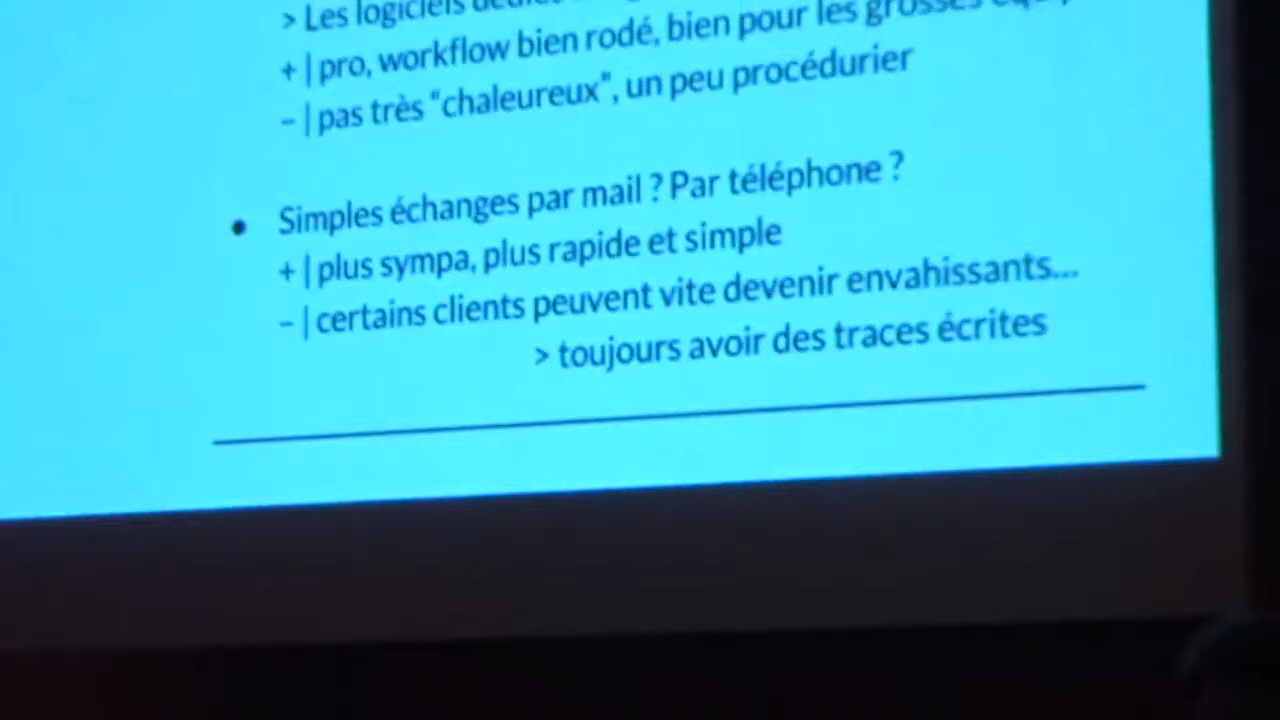 > Les logiciels
+ | pro, workflow bien rodé, bien pour les grosses
– | pas très "chaleureux", un peu procédurier
• Simples échanges par mail ? Par téléphone ?
+ | plus sympa, plus rapide et simple
– | certains clients peuvent vite devenir envahissants...
> toujours avoir des traces écrites